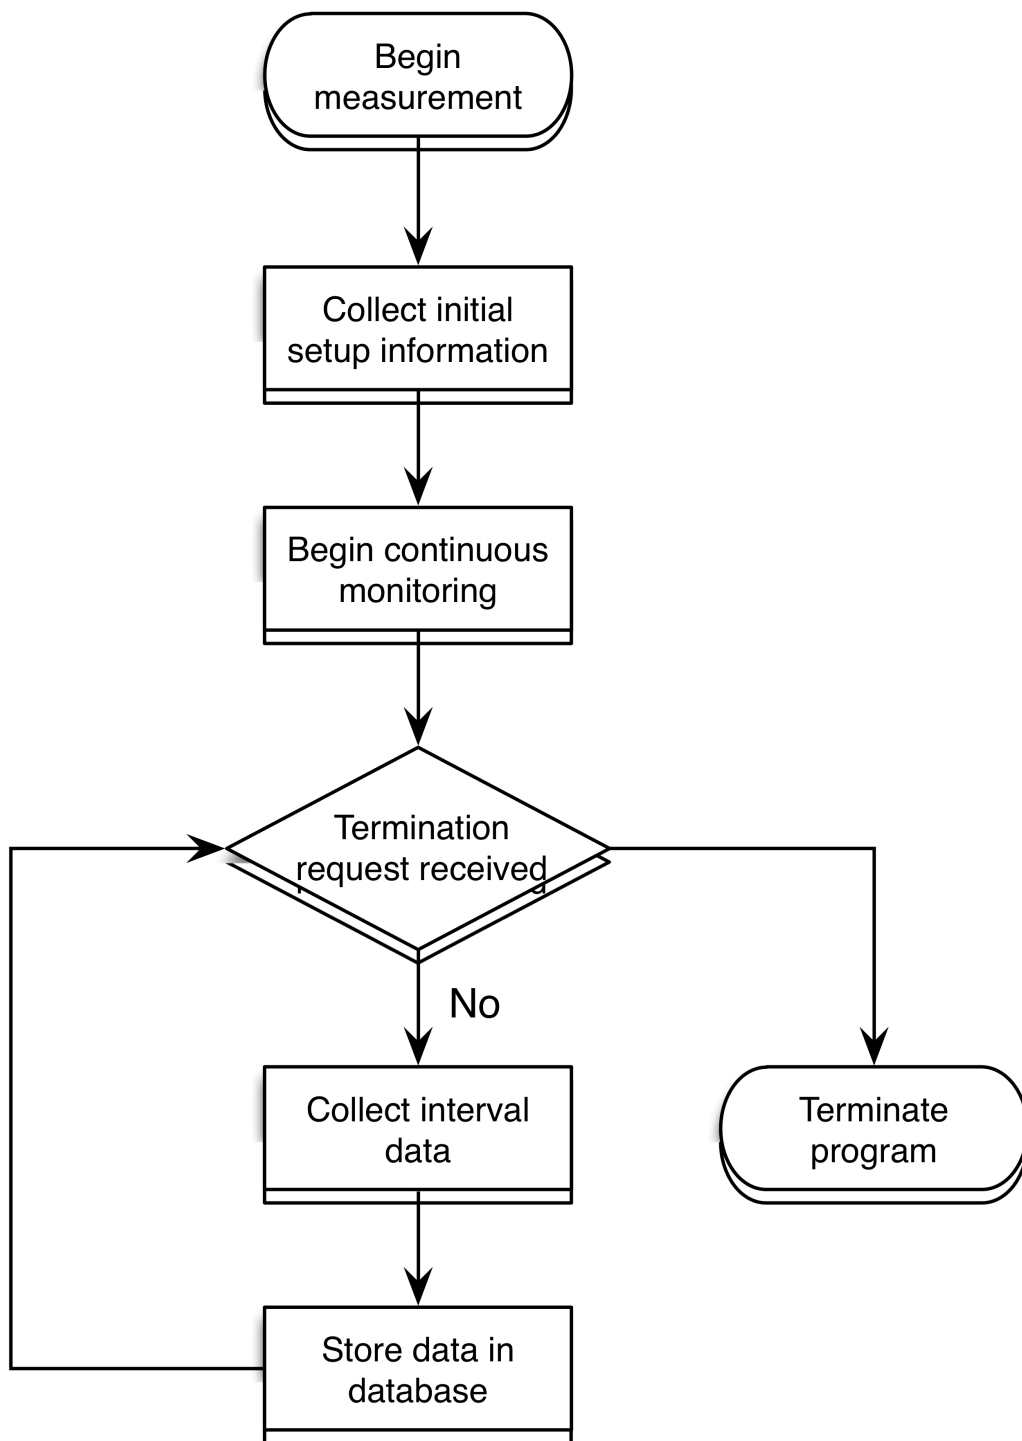 Begin
measurement
Collect initial
setup information
Begin continuous
monitoring
Termination
request received
No
Collect interval
data
Terminate
program
Store data in
database